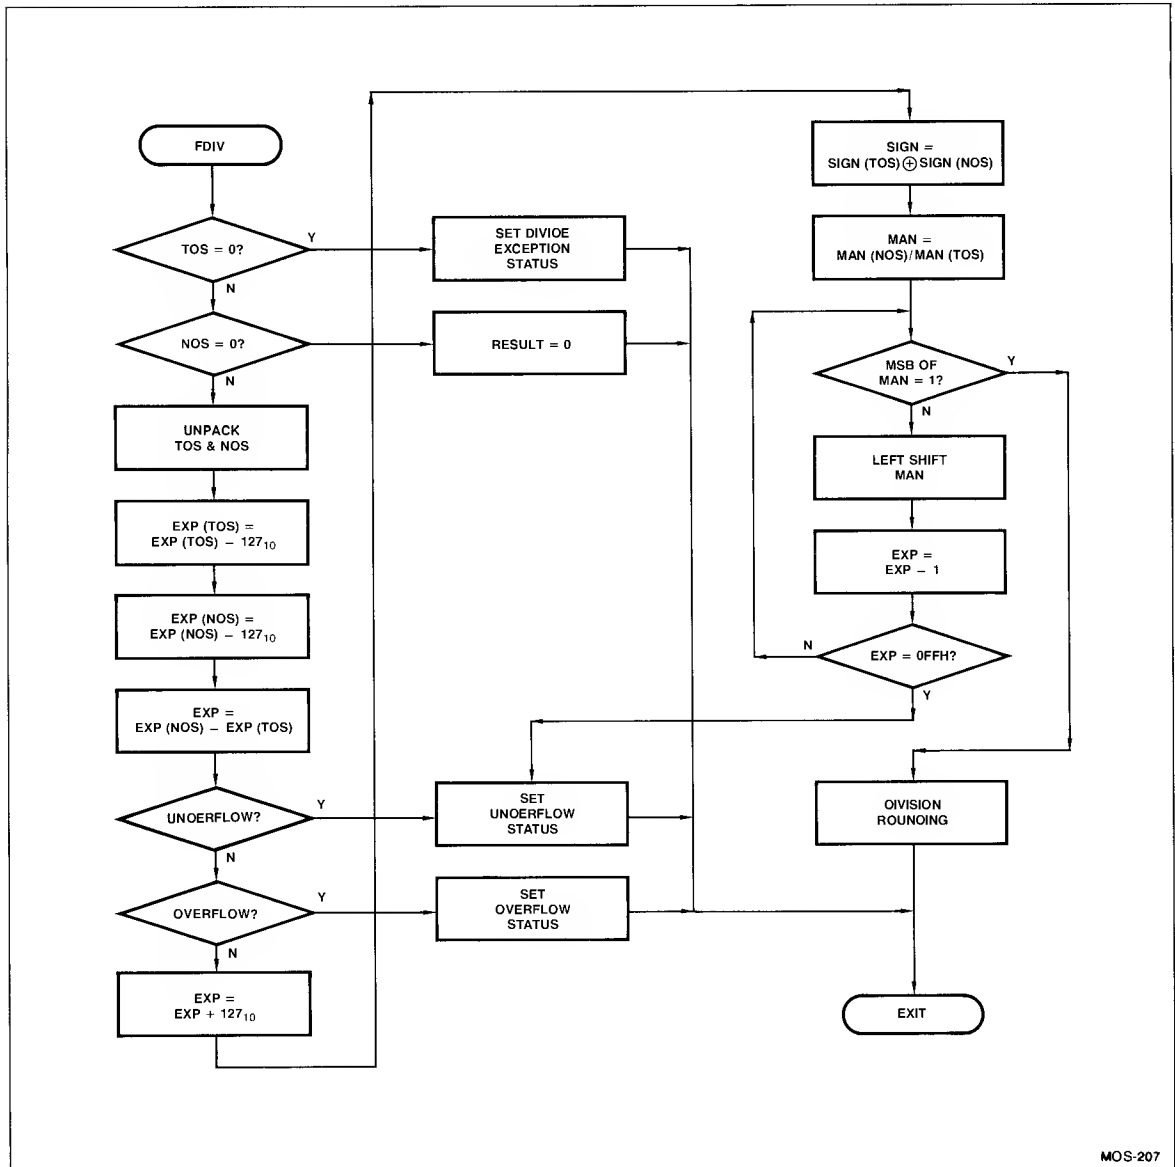 FDIV
TOS = 0?
Y
N
SET DIVIOE
EXCEPTION
STATUS
NOS = 0?
N
RESULT = 0
UNPACK
TOS & NOS
EXP (TOS) =
EXP (TOS) – 127₁₀
EXP (NOS) =
EXP (NOS) – 127₁₀
EXP =
EXP (NOS) – EXP (TOS)
UNOERFLOW?
Y
N
SET
UNOERFLOW
STATUS
OVERFLOW?
Y
N
SET
OVERFLOW
STATUS
EXP =
EXP + 127₁₀
SIGN =
SIGN (TOS) ⊕ SIGN (NOS)
MAN =
MAN (NOS)/MAN (TOS)
MSB OF
MAN = 1?
Y
N
LEFT SHIFT
MAN
EXP =
EXP – 1
EXP = 0FFH?
N
Y
OIVISION
ROUNOING
EXIT
MOS-207